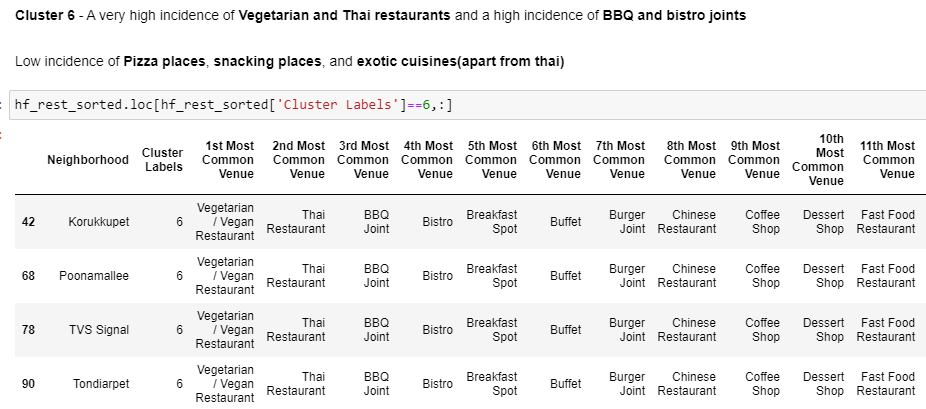 Cluster 6 - A very high incidence of Vegetarian and Thai restaurants and a high incidence of BBQ and bistro joints
Low incidence of Pizza places, snacking places, and exotic cuisines(apart from thai)
hf_rest_sorted.loc[hf_rest_sorted['Cluster Labels']==6,:]
Neighborhood Cluster Labels 1st Most Common Venue 2nd Most Common Venue 3rd Most Common Venue 4th Most Common Venue 5th Most Common Venue 6th Most Common Venue 7th Most Common Venue 8th Most Common Venue 9th Most Common Venue 10th Most Common Venue 11th Most Common Venue
42 Korukkupet 6 Vegetarian / Vegan Restaurant Thai Restaurant BBQ Joint Bistro Breakfast Spot Buffet Burger Joint Chinese Restaurant Coffee Shop Dessert Shop Fast Food Restaurant
68 Poonamallee 6 Vegetarian / Vegan Restaurant Thai Restaurant BBQ Joint Bistro Breakfast Spot Buffet Burger Joint Chinese Restaurant Coffee Shop Dessert Shop Fast Food Restaurant
78 TVS Signal 6 Vegetarian / Vegan Restaurant Thai Restaurant BBQ Joint Bistro Breakfast Spot Buffet Burger Joint Chinese Restaurant Coffee Shop Dessert Shop Fast Food Restaurant
90 Tondiarpet 6 Vegetarian / Vegan Restaurant Thai Restaurant BBQ Joint Bistro Breakfast Spot Buffet Burger Joint Chinese Restaurant Coffee Shop Dessert Shop Fast Food Restaurant